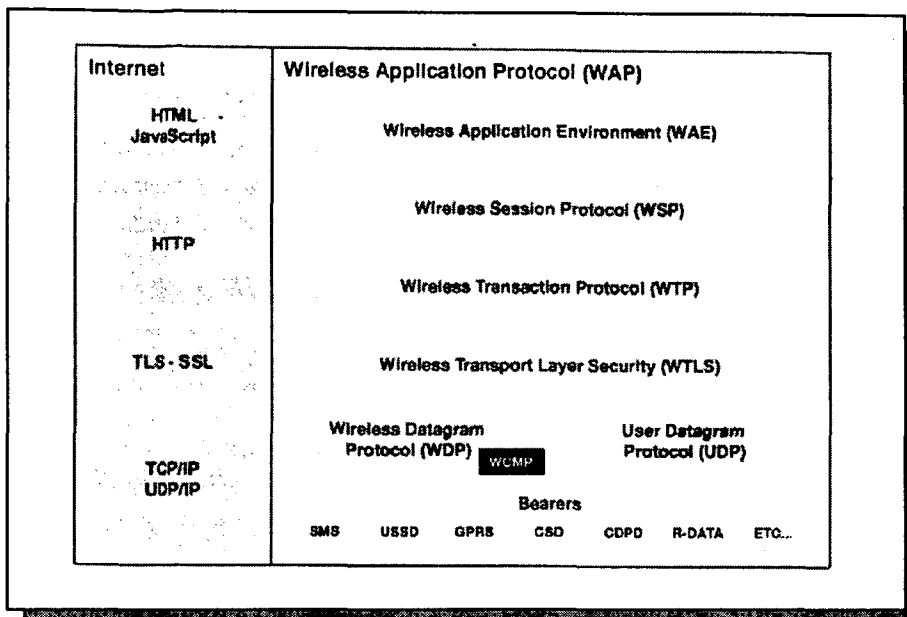 Internet
Wireless Application Protocol (WAP)
HTML
JavaScript
Wireless Application Environment (WAE)
Wireless Session Protocol (WSP)
HTTP
Wireless Transaction Protocol (WTP)
TLS - SSL
Wireless Transport Layer Security (WTLS)
Wireless Datagram
Protocol (WDP)
WCMP
User Datagram
Protocol (UDP)
TCP/IP
UDP/IP
Bearers
SMS USSD GPRS CSD CDPD R-DATA ETC...